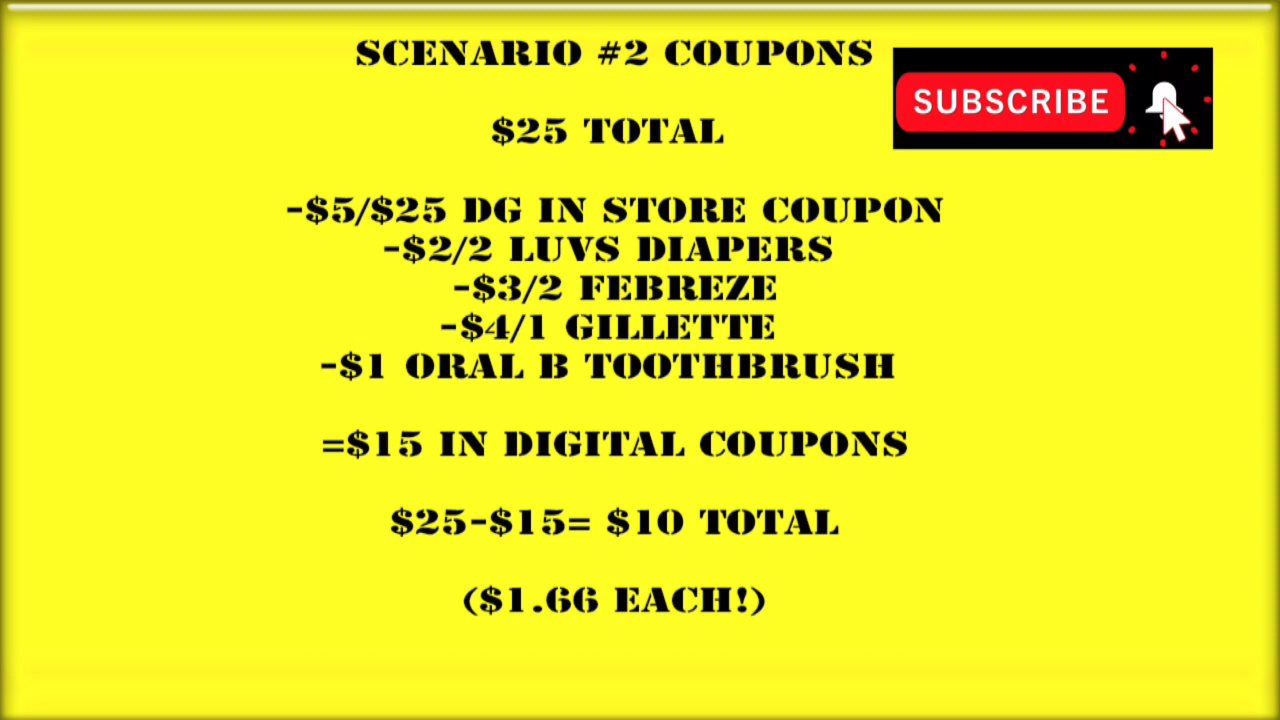 SCENARIO #2 COUPONS
SUBSCRIBE
$25 TOTAL
-$5/$25 DG IN STORE COUPON
-$2/2 LUVS DIAPERS
-$3/2 FEBREZE
-$4/1 GILLETTE
-$1 ORAL B TOOTHBRUSH
=$15 IN DIGITAL COUPONS
$25-$15= $10 TOTAL
($1.66 EACH!)